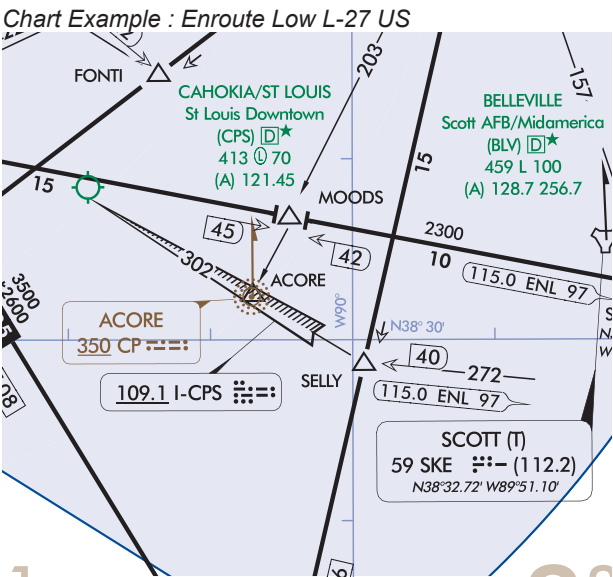 Chart Example : Enroute Low L-27 US
FONTI
203
157
CAHOKIA/ST LOUIS
St Louis Downtown
(CPS) D★
413 Ⓛ 70
(A) 121.45
BELLEVILLE
Scott AFB/Midamerica
(BLV) D★
459 L 100
(A) 128.7 256.7
15
15
MOODS
45
42
2300
10
302
ACORE
115.0 ENL 97
3500
*2600
ACORE
350 CP
W90°
N38° 30'
109.1 I-CPS
SELLY
40
272
115.0 ENL 97
08
SCOTT (T)
59 SKE (112.2)
N38°32.72' W89°51.10'